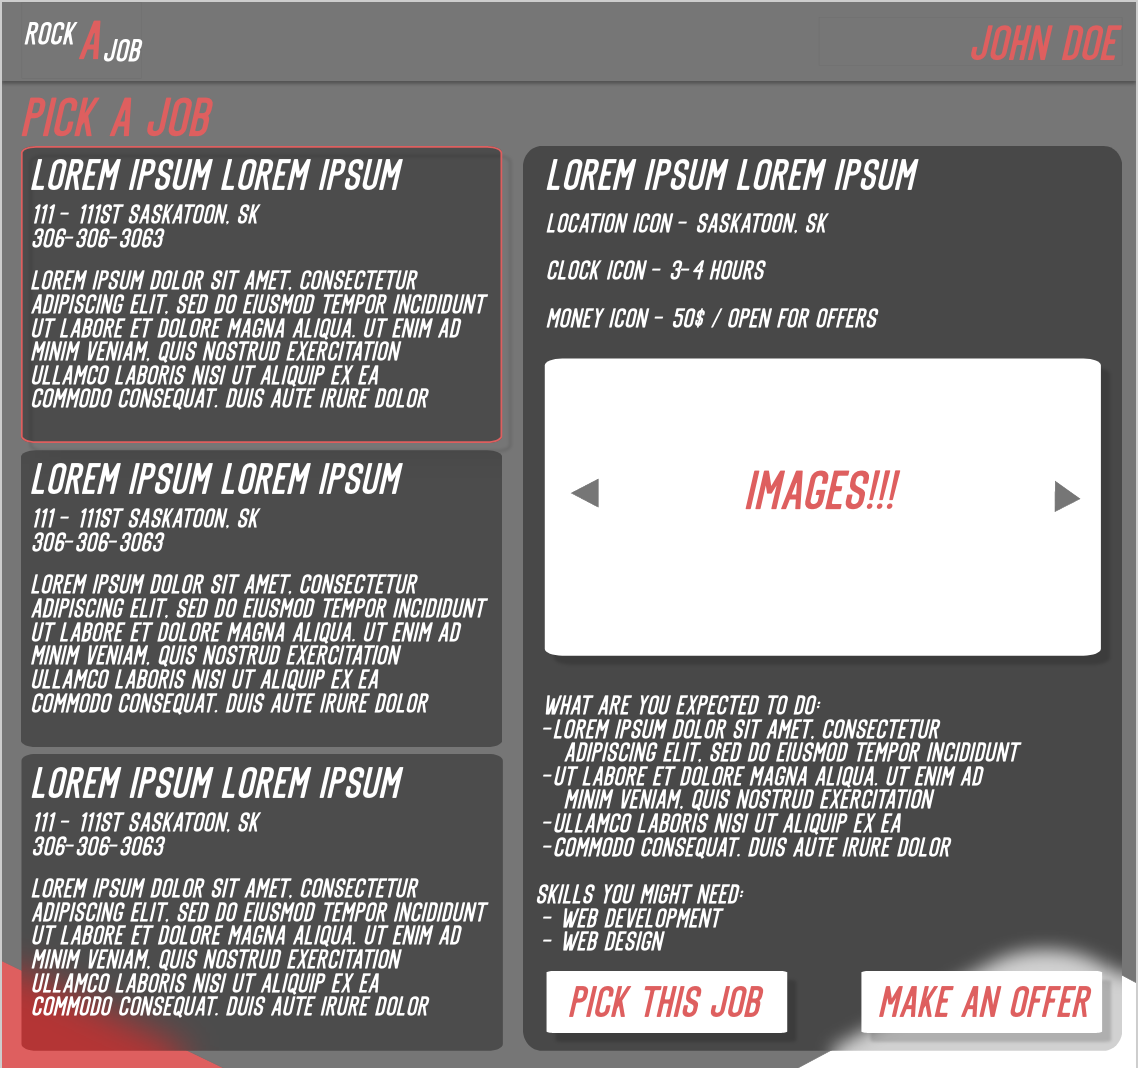 ROCK A JOB
JOHN DOE
PICK A JOB
LOREM IPSUM LOREM IPSUM
111 - 111ST SASKATOON, SK
306-306-3063
LOREM IPSUM DOLOR SIT AMET, CONSECTETUR
ADIPISCING ELIT, SED DO EIUSMOD TEMPOR INCIDIDUNT
UT LABORE ET DOLORE MAGNA ALIQUA. UT ENIM AD
MINIM VENIAM, QUIS NOSTRUD EXERCITATION
ULLAMCO LABORIS NISI UT ALIQUIP EX EA
COMMODO CONSEQUAT. DUIS AUTE IRURE DOLOR
LOREM IPSUM LOREM IPSUM
111 - 111ST SASKATOON, SK
306-306-3063
LOREM IPSUM DOLOR SIT AMET, CONSECTETUR
ADIPISCING ELIT, SED DO EIUSMOD TEMPOR INCIDIDUNT
UT LABORE ET DOLORE MAGNA ALIQUA. UT ENIM AD
MINIM VENIAM, QUIS NOSTRUD EXERCITATION
ULLAMCO LABORIS NISI UT ALIQUIP EX EA
COMMODO CONSEQUAT. DUIS AUTE IRURE DOLOR
LOREM IPSUM LOREM IPSUM
111 - 111ST SASKATOON, SK
306-306-3063
LOREM IPSUM DOLOR SIT AMET, CONSECTETUR
ADIPISCING ELIT, SED DO EIUSMOD TEMPOR INCIDIDUNT
UT LABORE ET DOLORE MAGNA ALIQUA. UT ENIM AD
MINIM VENIAM, QUIS NOSTRUD EXERCITATION
ULLAMCO LABORIS NISI UT ALIQUIP EX EA
COMMODO CONSEQUAT. DUIS AUTE IRURE DOLOR
LOREM IPSUM LOREM IPSUM
LOCATION ICON - SASKATOON, SK
CLOCK ICON - 3-4 HOURS
MONEY ICON - 50$ / OPEN FOR OFFERS
IMAGES!!!
WHAT ARE YOU EXPECTED TO DO:
-LOREM IPSUM DOLOR SIT AMET, CONSECTETUR
ADIPISCING ELIT, SED DO EIUSMOD TEMPOR INCIDIDUNT
-UT LABORE ET DOLORE MAGNA ALIQUA. UT ENIM AD
MINIM VENIAM, QUIS NOSTRUD EXERCITATION
-ULLAMCO LABORIS NISI UT ALIQUIP EX EA
-COMMODO CONSEQUAT. DUIS AUTE IRURE DOLOR
SKILLS YOU MIGHT NEED:
- WEB DEVELOPMENT
- WEB DESIGN
PICK THIS JOB
MAKE AN OFFER